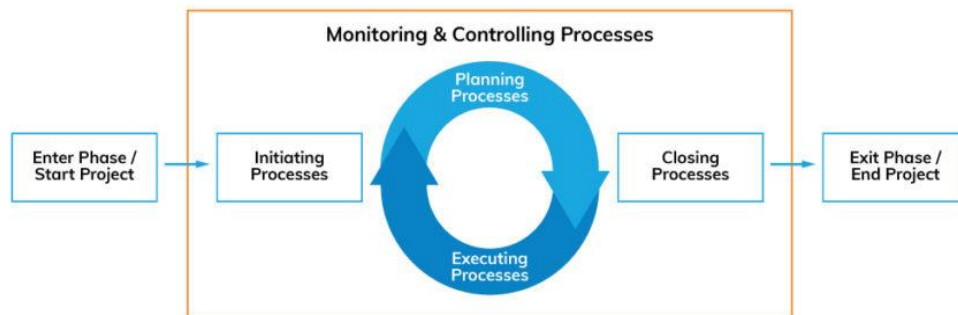 Monitoring & Controlling Processes
Planning
Processes
Enter Phase /
Start Project
Initiating
Processes
Closing
Processes
Exit Phase /
End Project
Executing
Processes